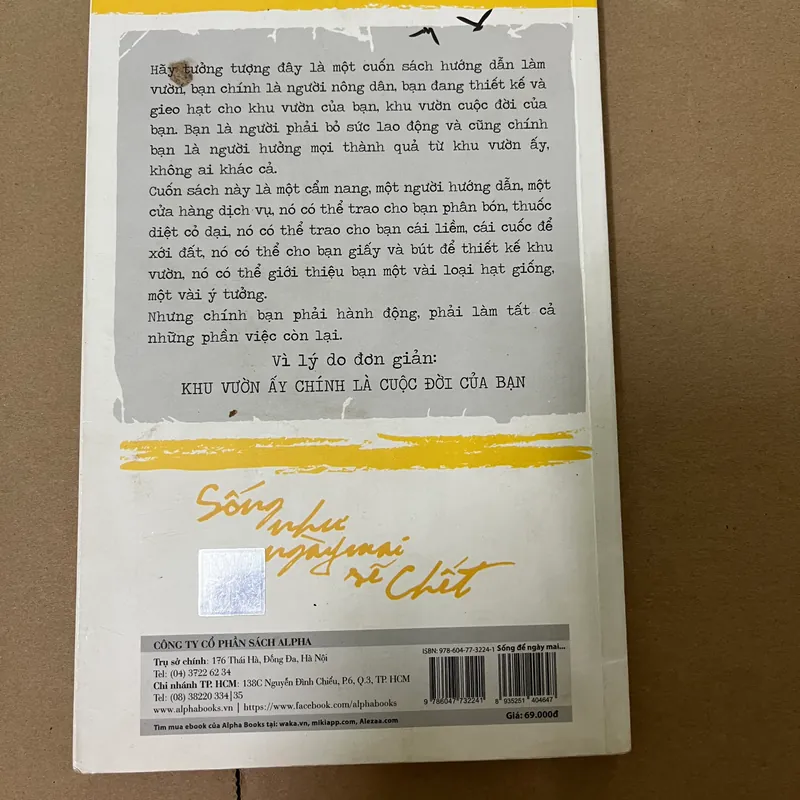 Hãy tưởng tượng đây là một cuốn sách hướng dẫn làm
vườn, bạn chính là người nông dân, bạn đang thiết kế và
gieo hạt cho khu vườn của bạn, khu vườn cuộc đời của
bạn. Bạn là người phải bỏ sức lao động và cũng chính
bạn là người hưởng mọi thành quả từ khu vườn ấy,
không ai khác cả.
Cuốn sách này là một cẩm nang, một người hướng dẫn, một
cửa hàng dịch vụ, nó có thể trao cho bạn phân bón, thuốc
diệt cỏ dại, nó có thể trao cho bạn cái liềm, cái cuốc để
xới đất, nó có thể cho bạn giấy và bút để thiết kế khu
vườn, nó có thể giới thiệu bạn một vài loại hạt giống,
một vài ý tưởng.
Nhưng chính bạn phải hành động, phải làm tất cả
những phần việc còn lại.
Vì lý do đơn giản:
KHU VƯỜN ẤY CHÍNH LÀ CUỘC ĐỜI CỦA BẠN
Sống
như
ngày mai
sẽ Chết
CÔNG TY CỔ PHẦN SÁCH ALPHA
Trụ sở chính: 176 Thái Hà, Đống Đa, Hà Nội
Tel: (04) 3722 62 34
Chi nhánh TP. HCM: 138C Nguyễn Đình Chiểu, P.6, Q.3, TP. HCM
Tel: (08) 38220 334|35
www.alphabooks.vn | https://www.facebook.com/alphabooks
Tìm mua ebook của Alpha Books tại: waka.vn, mikiapp.com, Alezaa.com
ISBN: 978-604-77-3224-1 Sống để ngày mai...
9 786047 732241 8 935251 404647
Giá: 69.000đ